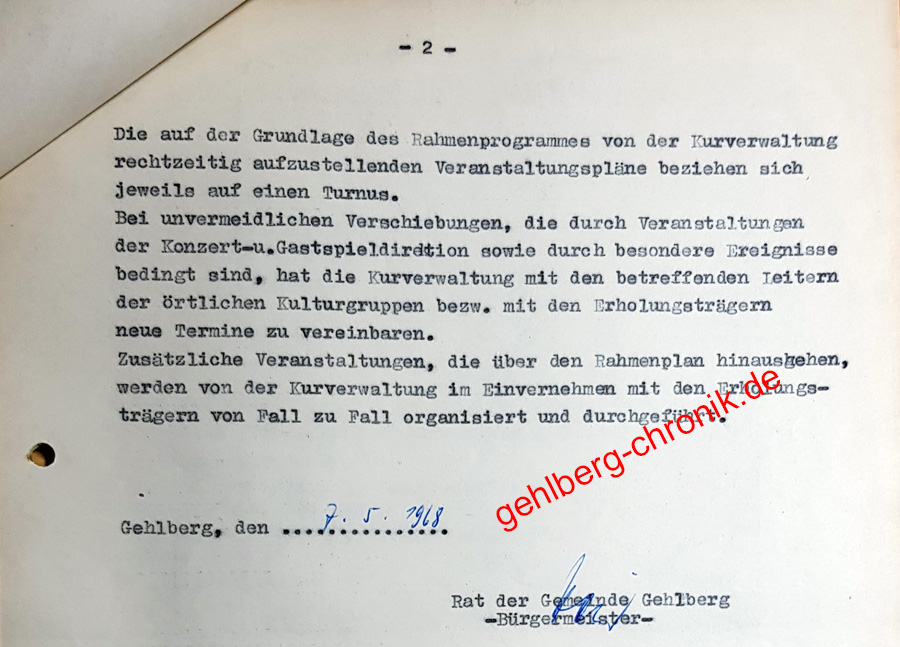 - 2 -
Die auf der Grundlage des Rahmenprogrammes von der Kurverwaltung
rechtzeitig aufzustellenden Veranstaltungspläne beziehen sich
jeweils auf einen Turnus.
Bei unvermeidlichen Verschiebungen, die durch Veranstaltungen
der Konzert-u.Gastspieldirdtion sowie durch besondere Ereignisse
bedingt sind, hat die Kurverwaltung mit den betreffenden Leitern
der örtlichen Kulturgruppen bezw. mit den Erholungsträgern
neue Termine zu vereinbaren.
Zusätzliche Veranstaltungen, die über den Rahmenplan hinausgehen,
werden von der Kurverwaltung im Einvernehmen mit den Erholungs-
trägern von Fall zu Fall organisiert und durchgeführt.
gehlberg-chronik.de
Gehlberg, den 7. 5. 1968
Rat der Gemeinde Gehlberg
-Bürgermeister-